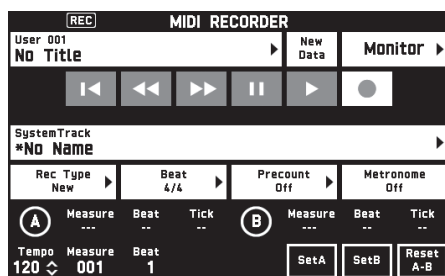 REC MIDI RECORDER
User 001
No Title
New Data
Monitor
SystemTrack
*No Name
Rec Type
New
Beat
4/4
Precount
Off
Metronome
Off
A Measure Beat Tick B Measure Beat Tick
--- -- --- --- -- ---
Tempo Measure Beat
120 001 1
SetA SetB Reset A-B